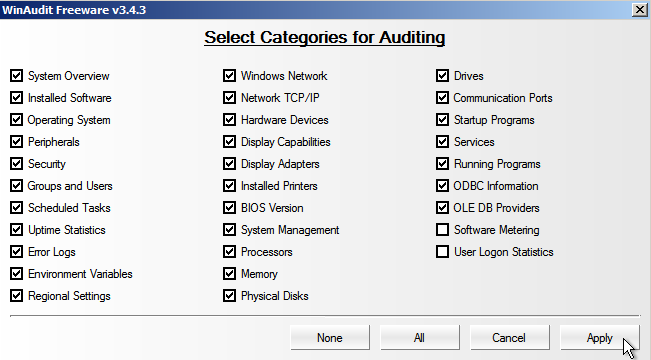 WinAudit Freeware v3.4.3
Select Categories for Auditing
System Overview
Installed Software
Operating System
Peripherals
Security
Groups and Users
Scheduled Tasks
Uptime Statistics
Error Logs
Environment Variables
Regional Settings
Windows Network
Network TCP/IP
Hardware Devices
Display Capabilities
Display Adapters
Installed Printers
BIOS Version
System Management
Processors
Memory
Physical Disks
Drives
Communication Ports
Startup Programs
Services
Running Programs
ODBC Information
OLE DB Providers
Software Metering
User Logon Statistics
None
All
Cancel
Apply